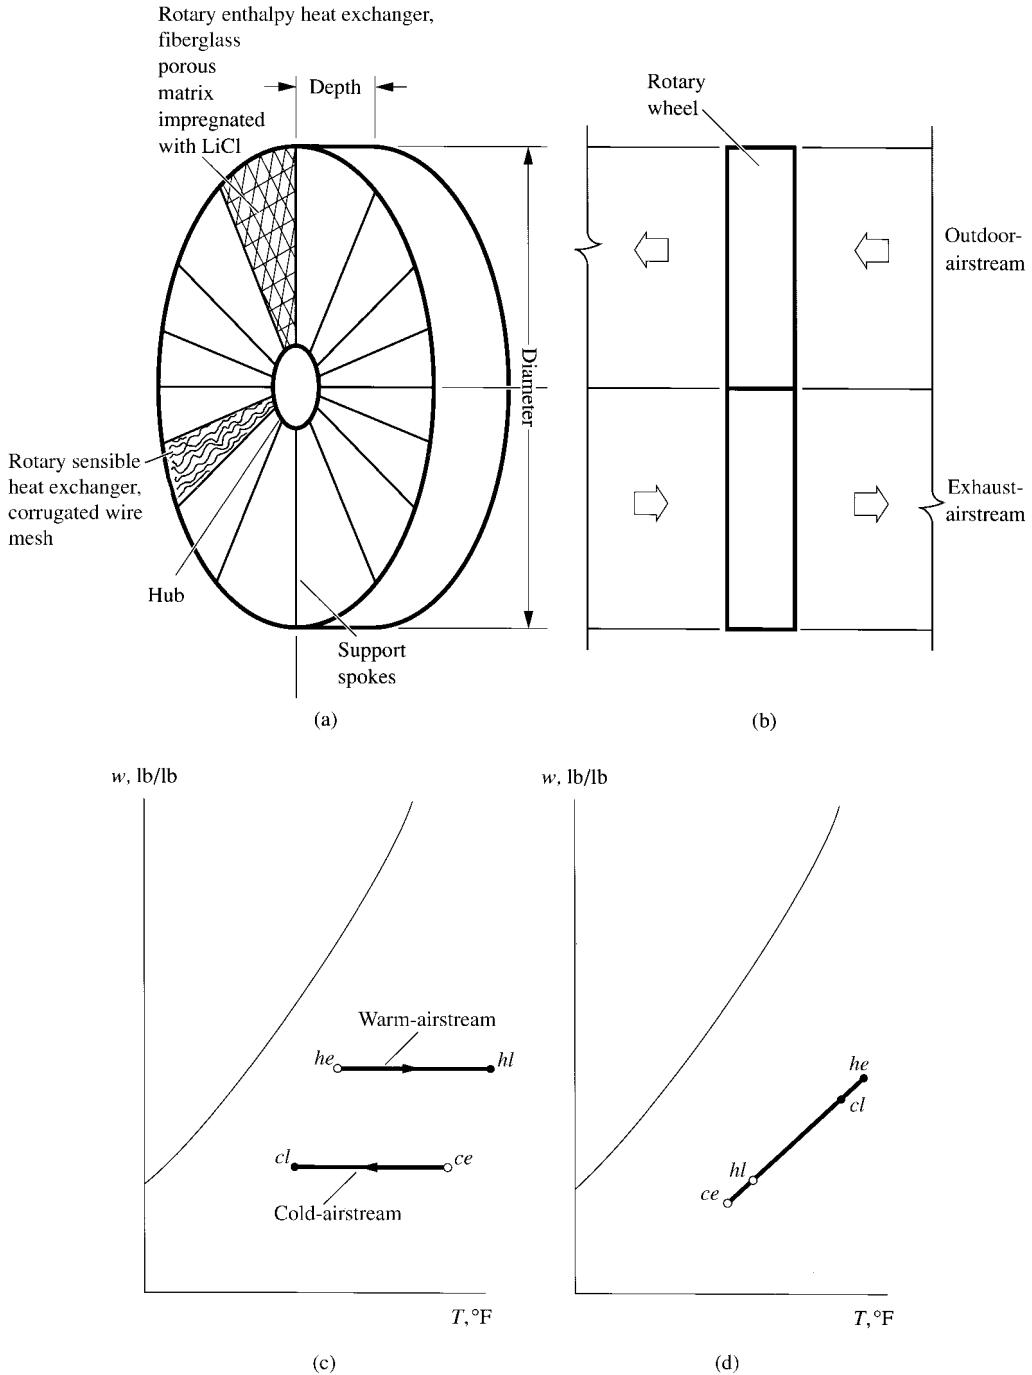 Rotary enthalpy heat exchanger,
fiberglass
porous
matrix
impregnated
with LiCl
Depth
Rotary
wheel
Outdoor-
airstream
Diameter
Rotary sensible
heat exchanger,
corrugated wire
mesh
Exhaust-
airstream
Hub
Support
spokes
(a)
(b)
w, lb/lb
w, lb/lb
Warm-airstream
he
hl
cl
ce
Cold-airstream
he
cl
hl
ce
T, °F
T, °F
(c)
(d)